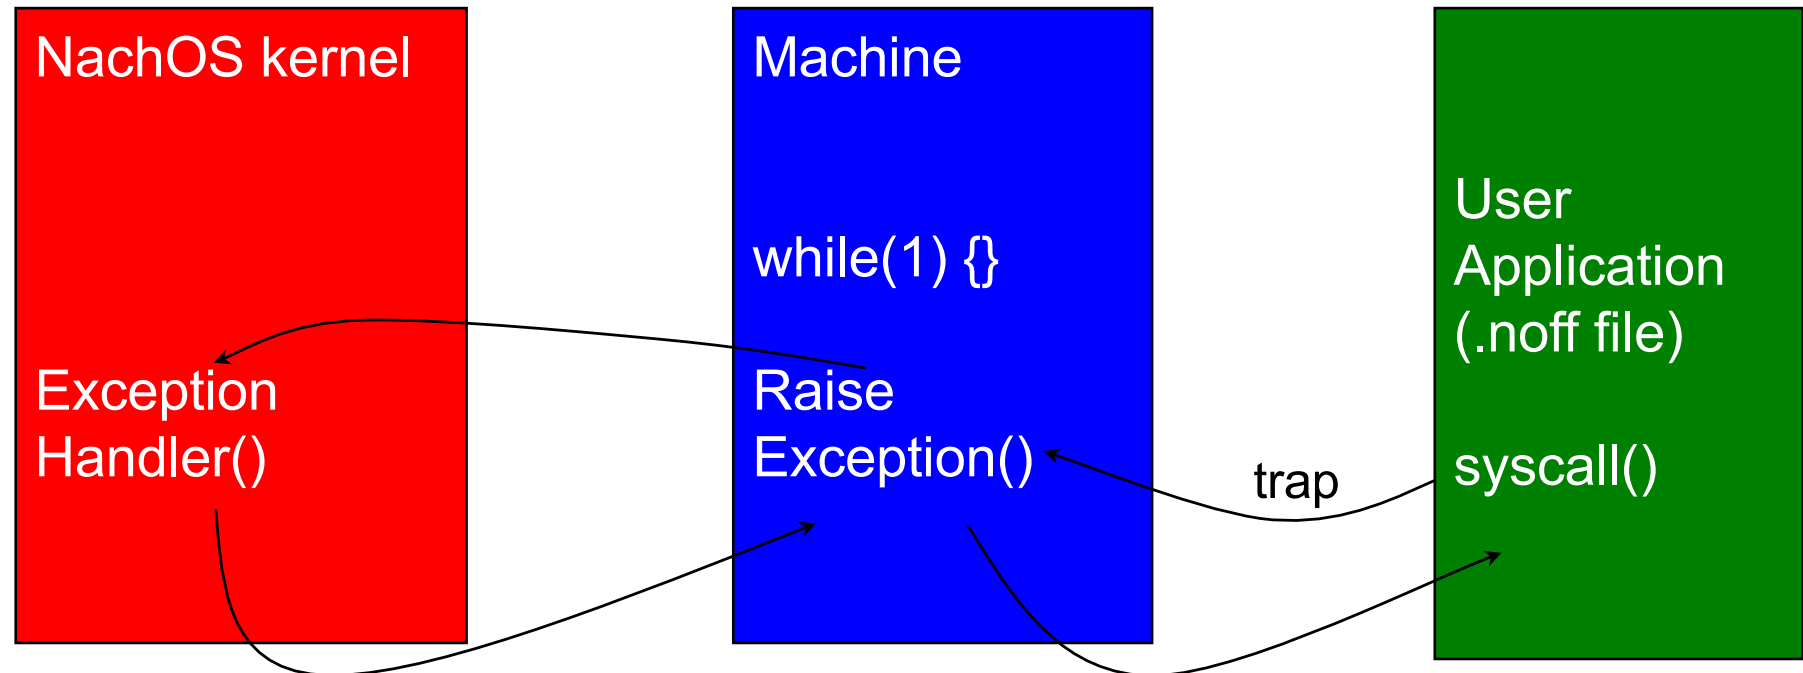 NachOS kernel
Exception
Handler()
Machine
while(1) {}
Raise
Exception()
trap
User
Application
(.noff file)
syscall()